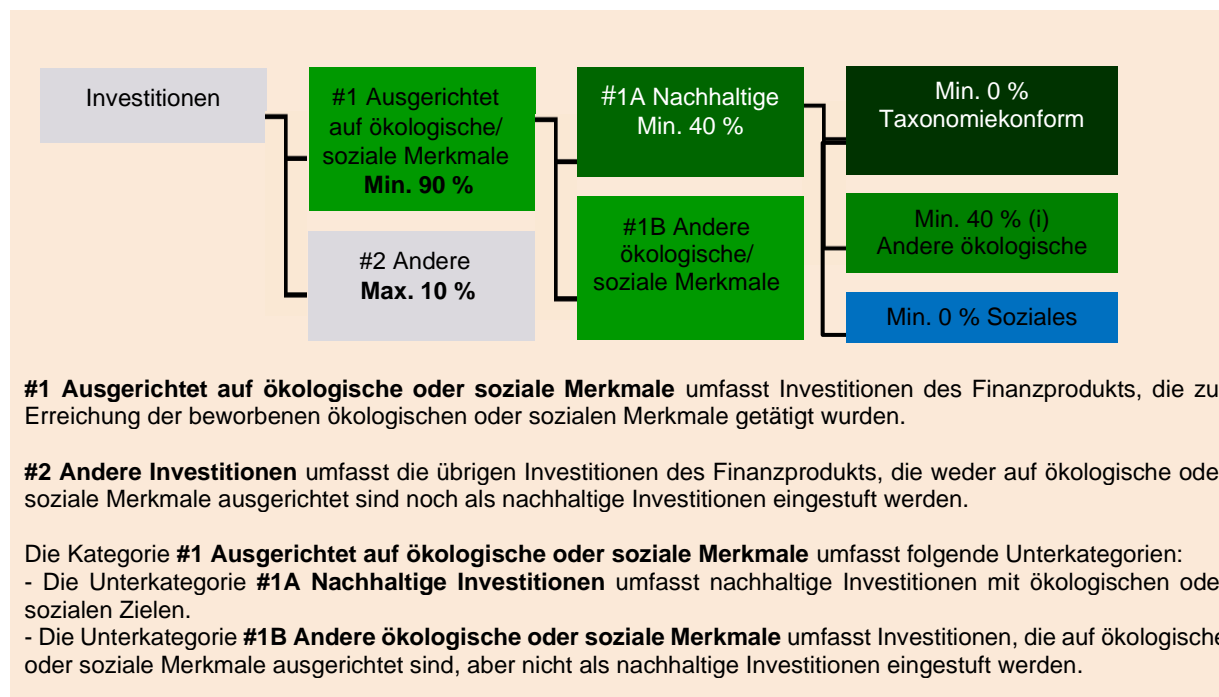 Investitionen
#1 Ausgerichtet
auf ökologische/
soziale Merkmale
Min. 90 %
#2 Andere
Max. 10 %
#1A Nachhaltige
Min. 40 %
#1B Andere
ökologische/
soziale Merkmale
Min. 0 %
Taxonomiekonform
Min. 40 % (i)
Andere ökologische
Min. 0 % Soziales
#1 Ausgerichtet auf ökologische oder soziale Merkmale umfasst Investitionen des Finanzprodukts, die zu
Erreichung der beworbenen ökologischen oder sozialen Merkmale getätigt wurden.
#2 Andere Investitionen umfasst die übrigen Investitionen des Finanzprodukts, die weder auf ökologische ode
soziale Merkmale ausgerichtet sind noch als nachhaltige Investitionen eingestuft werden.
Die Kategorie #1 Ausgerichtet auf ökologische oder soziale Merkmale umfasst folgende Unterkategorien:
- Die Unterkategorie #1A Nachhaltige Investitionen umfasst nachhaltige Investitionen mit ökologischen ode
sozialen Zielen.
- Die Unterkategorie #1B Andere ökologische oder soziale Merkmale umfasst Investitionen, die auf ökologische
oder soziale Merkmale ausgerichtet sind, aber nicht als nachhaltige Investitionen eingestuft werden.